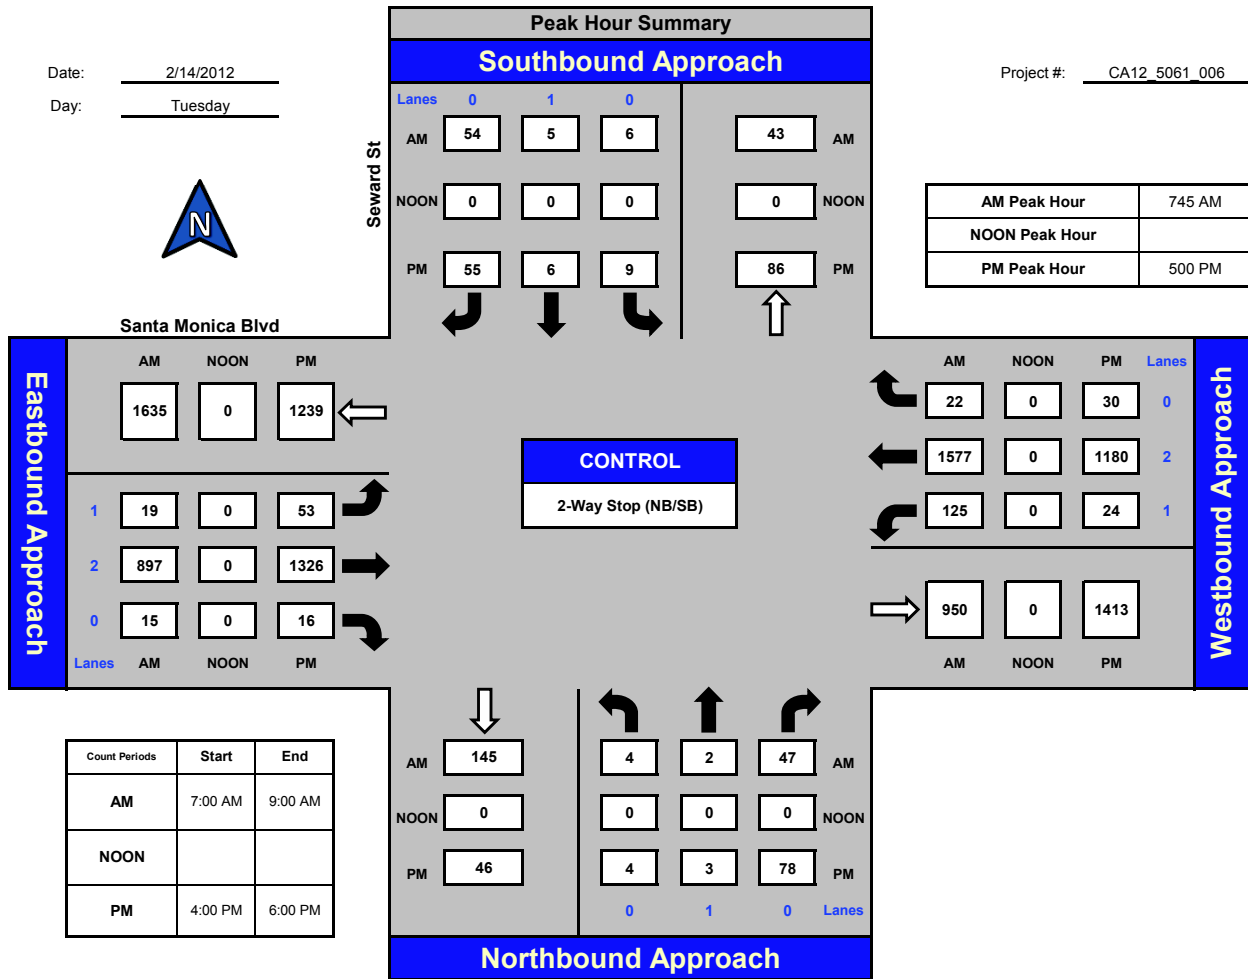 Peak Hour Summary
Southbound Approach
Date: 2/14/2012
Project #: CA12_5061_006
Day: Tuesday
Lanes 0 1 0
AM 54 5 6 43 AM
Seward St
N
NOON 0 0 0 0 NOON
AM Peak Hour 745 AM
NOON Peak Hour
PM Peak Hour 500 PM
PM 55 6 9 86 PM
Santa Monica Blvd
Eastbound Approach
AM NOON PM
1635 0 1239
1 19 0 53
2 897 0 1326
0 15 0 16
Lanes AM NOON PM
CONTROL
2-Way Stop (NB/SB)
AM NOON PM Lanes
22 0 30 0
1577 0 1180 2
125 0 24 1
950 0 1413
AM NOON PM
Westbound Approach
Count Periods Start End
AM 7:00 AM 9:00 AM
NOON
PM 4:00 PM 6:00 PM
AM 145 4 2 47 AM
NOON 0 0 0 0 NOON
PM 46 4 3 78 PM
0 1 0 Lanes
Northbound Approach